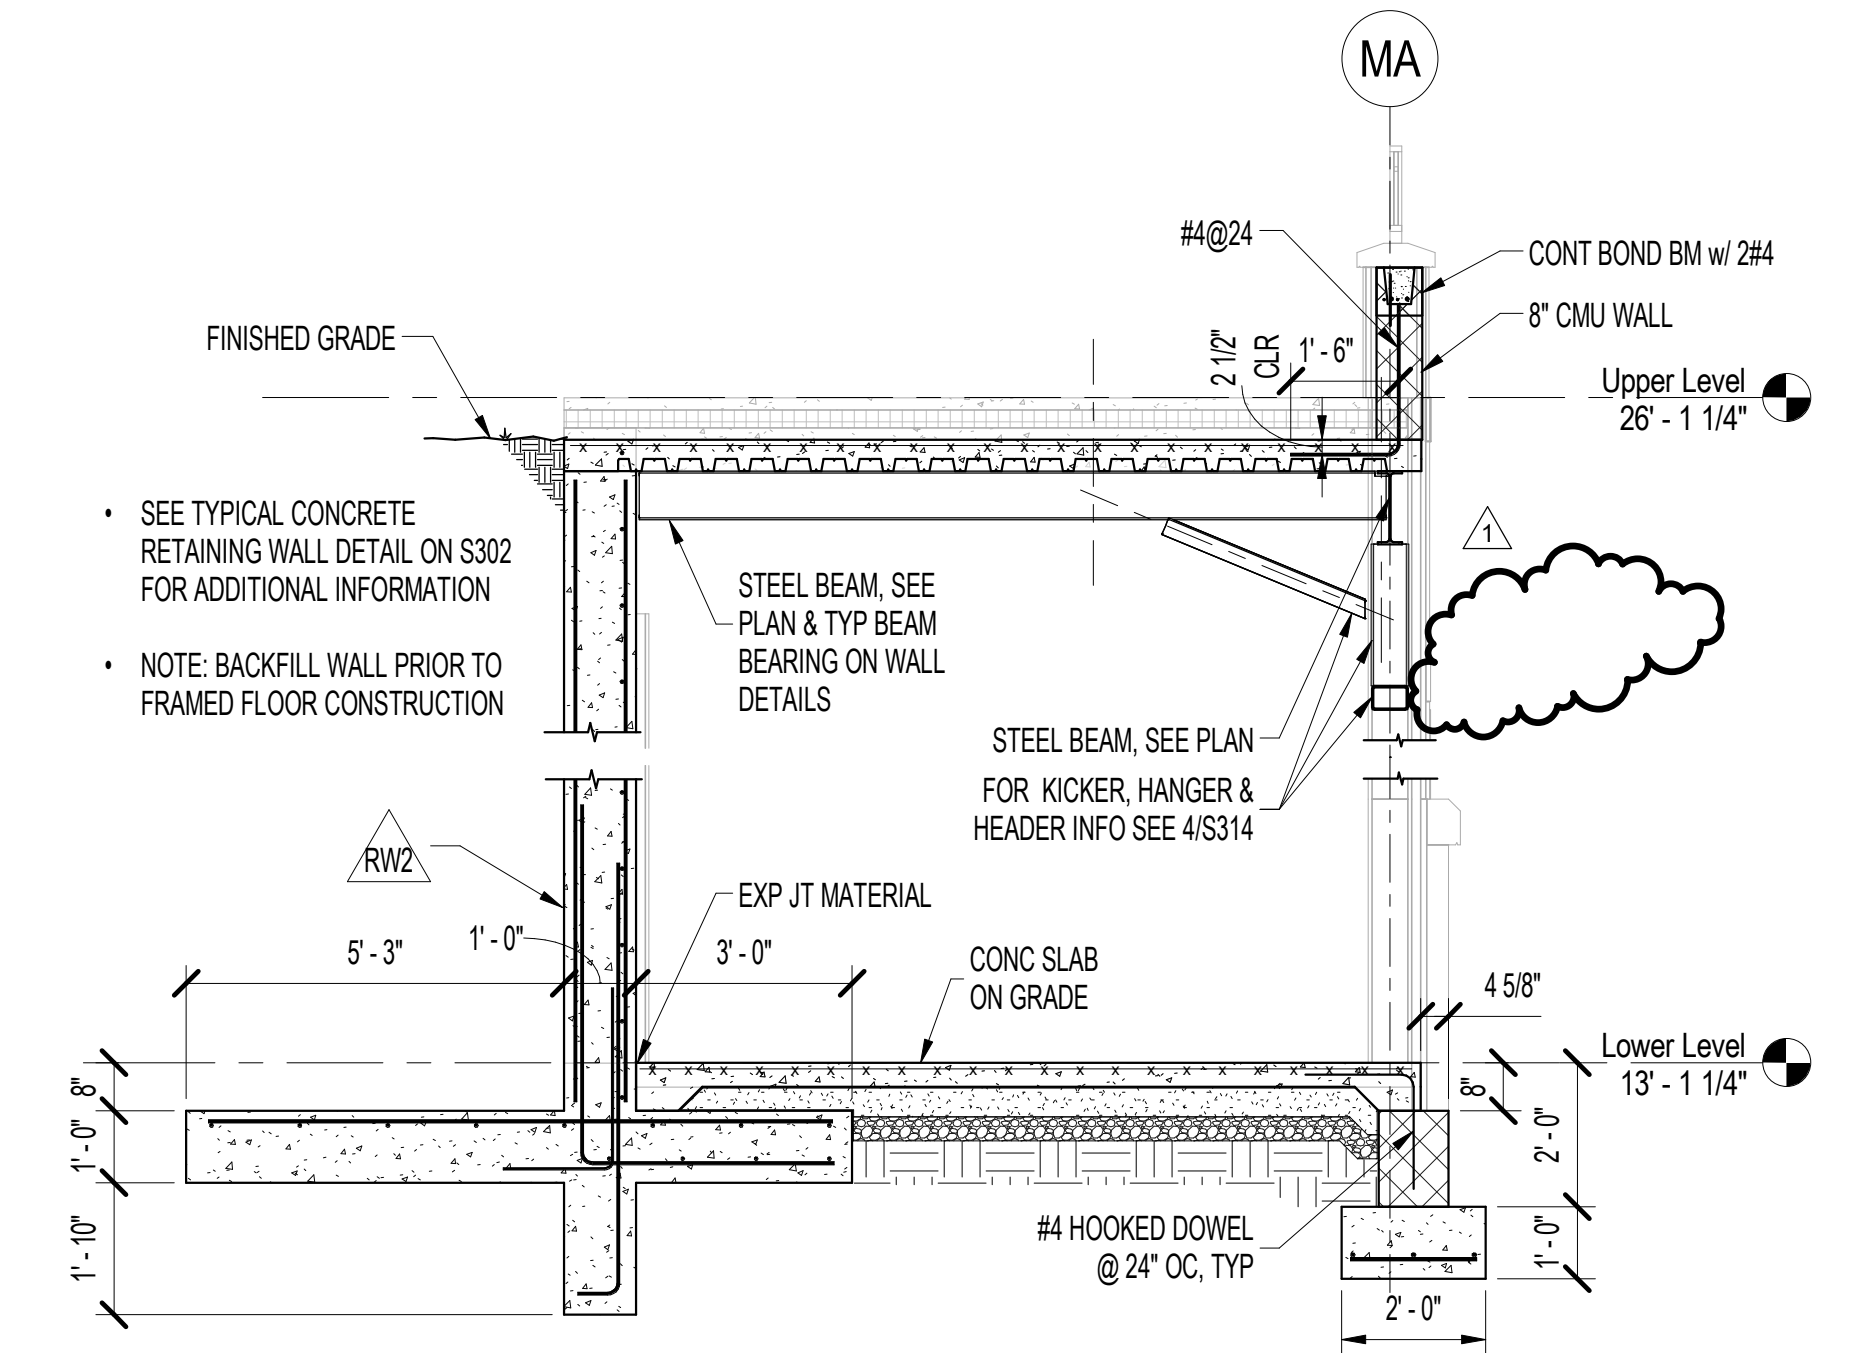 MA
#4@24
CONT BOND BM w/ 2#4
8" CMU WALL
FINISHED GRADE
2 1/2"
CLR
1' - 6"
Upper Level
26' - 1 1/4"
• SEE TYPICAL CONCRETE
RETAINING WALL DETAIL ON S302
FOR ADDITIONAL INFORMATION
• NOTE: BACKFILL WALL PRIOR TO
FRAMED FLOOR CONSTRUCTION
STEEL BEAM, SEE
PLAN & TYP BEAM
BEARING ON WALL
DETAILS
1
STEEL BEAM, SEE PLAN
FOR KICKER, HANGER &
HEADER INFO SEE 4/S314
RW2
EXP JT MATERIAL
5' - 3"
1' - 0"
3' - 0"
CONC SLAB
ON GRADE
4 5/8"
Lower Level
13' - 1 1/4"
8"
1' - 0"
1' - 10"
8"
2' - 0"
1' - 0"
#4 HOOKED DOWEL
@ 24" OC, TYP
2' - 0"